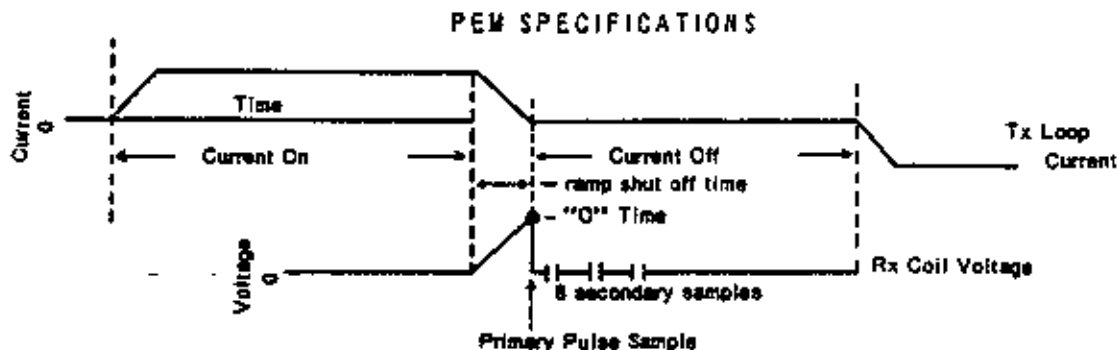 PEM SPECIFICATIONS
Current
0
Time
Tx Loop
Current
Current On
Current Off
ramp shut off time
"0" Time
Voltage
0
Rx Coil Voltage
8 secondary samples
Primary Pulse Sample